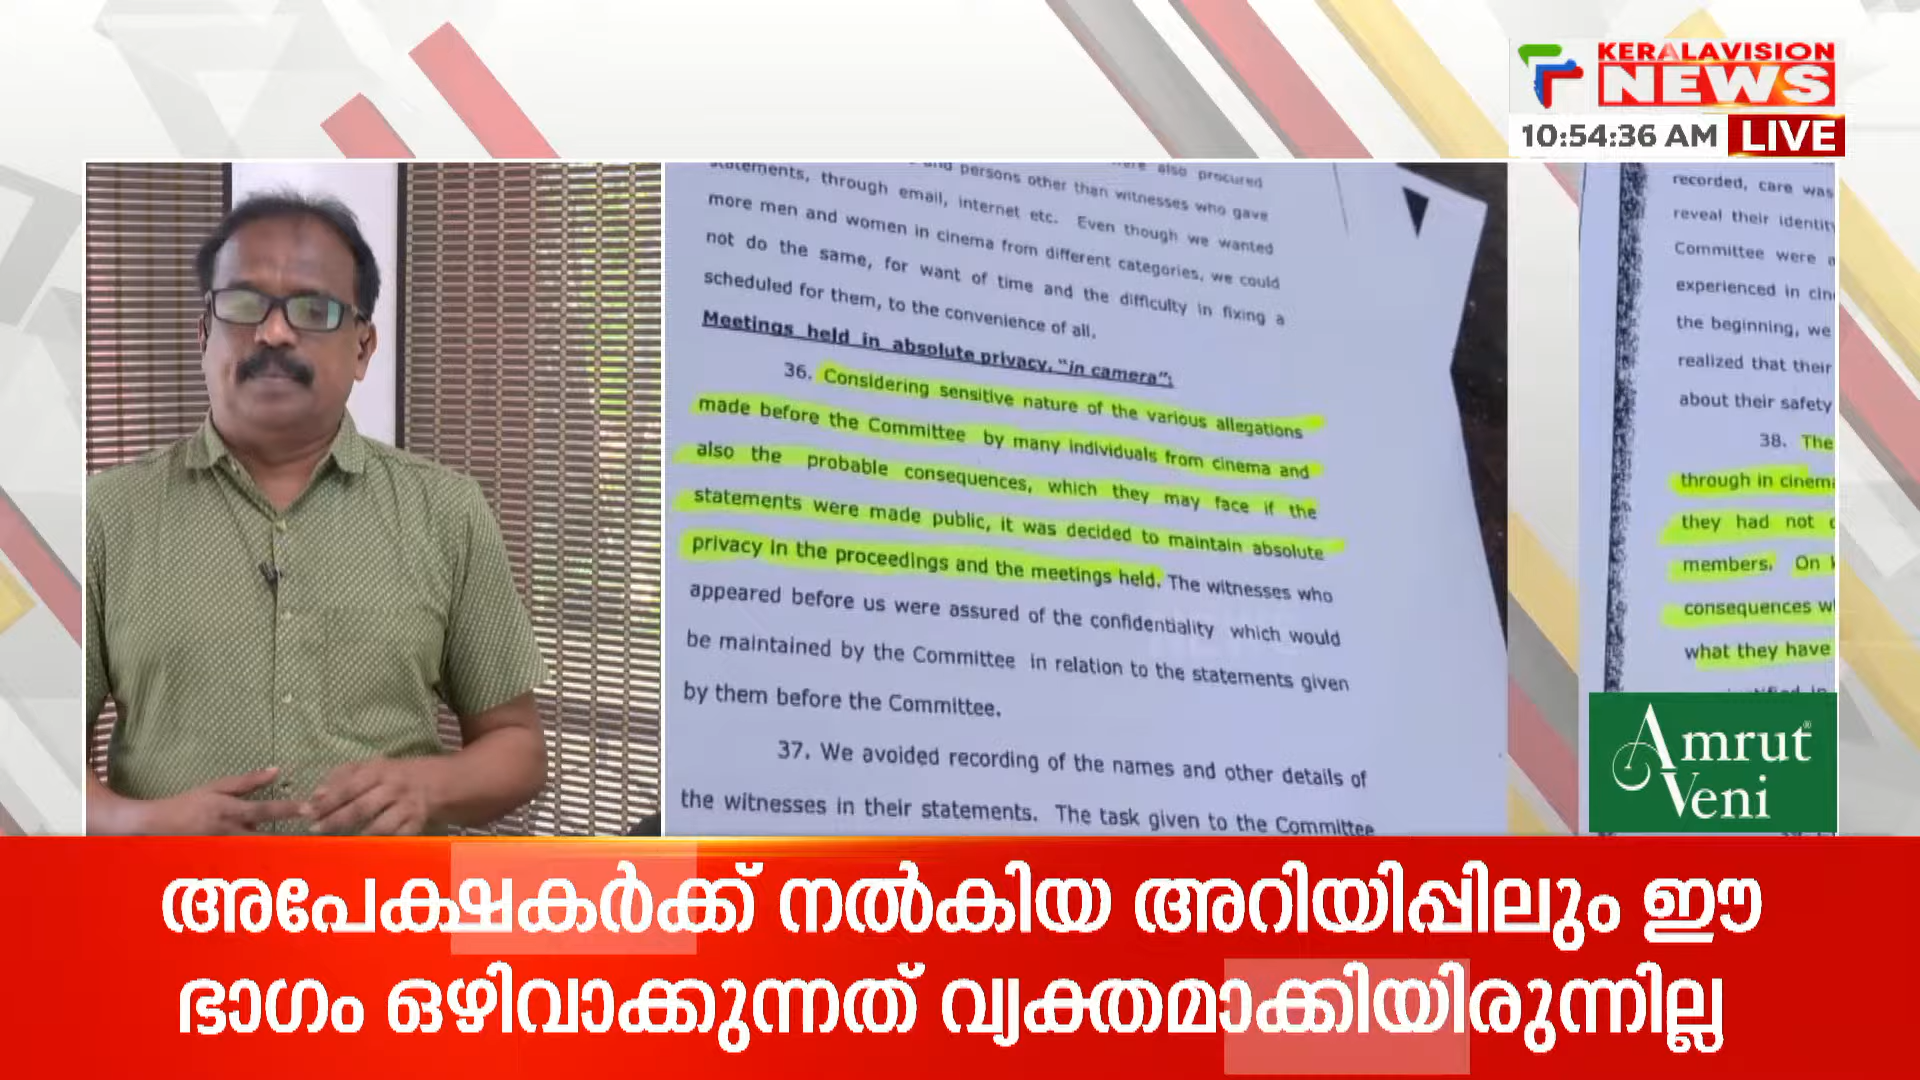 KERALAVISION
NEWS
10:54:36 AM LIVE
and persons other than witnesses who gave
statements, through email, internet etc. Even though we wanted
more men and women in cinema from different categories, we could
not do the same, for want of time and the difficulty in fixing a
scheduled for them, to the convenience of all.
Meetings held in absolute privacy, "in camera":
36. Considering sensitive nature of the various allegations
made before the Committee by many individuals from cinema and
also the probable consequences, which they may face if the
statements were made public, it was decided to maintain absolute
privacy in the proceedings and the meetings held. The witnesses who
appeared before us were assured of the confidentiality which would
be maintained by the Committee in relation to the statements given
by them before the Committee.
37. We avoided recording of the names and other details of
the witnesses in their statements. The task given to the Committee
recorded, care was
reveal their identity
Committee were
experienced in
the beginning, we
realized that their
about their safety
38. The
through in cinema
they had not
members. On
consequences
what they have
Amrut
Veni
അപേക്ഷകർക്ക് നൽകിയ അറിയിപ്പിലും ഈ
ഭാഗം ഒഴിവാക്കുന്നത് വ്യക്തമാക്കിയിരുന്നില്ല